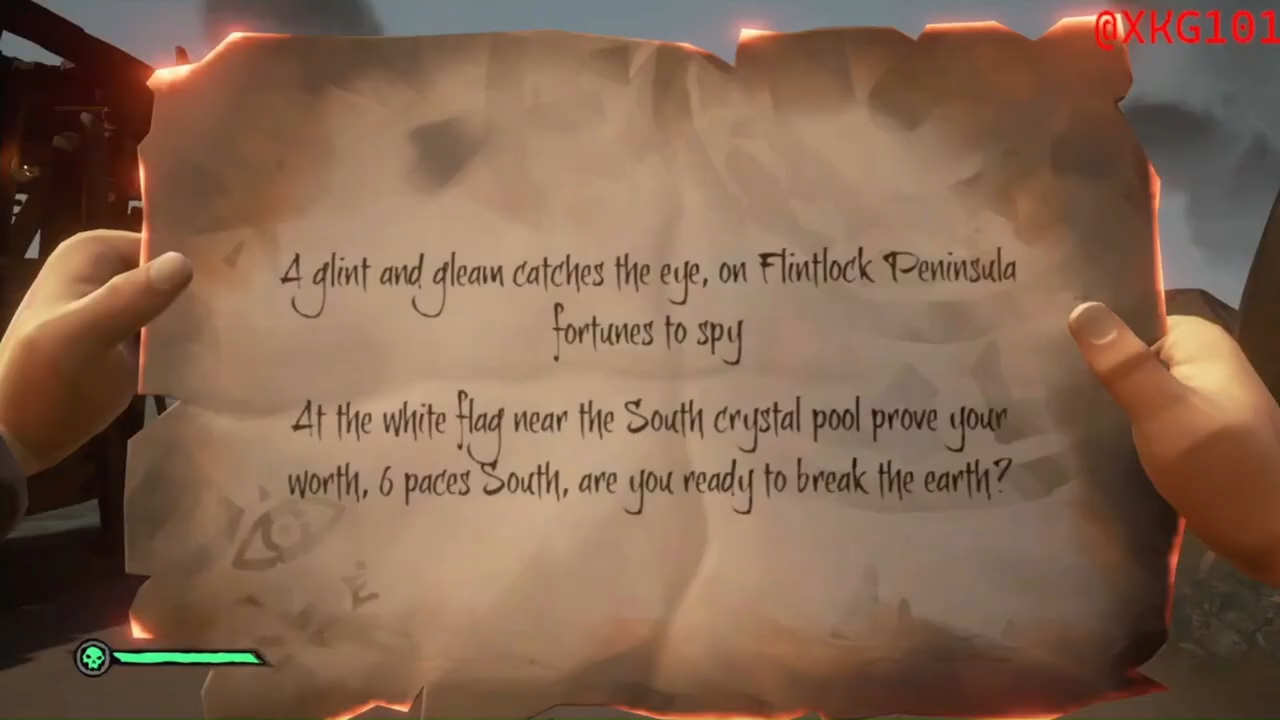 @XKG101
A glint and gleam catches the eye, on Flintlock Peninsula
fortunes to spy
At the white flag near the South crystal pool prove your
worth, 6 paces South, are you ready to break the earth?